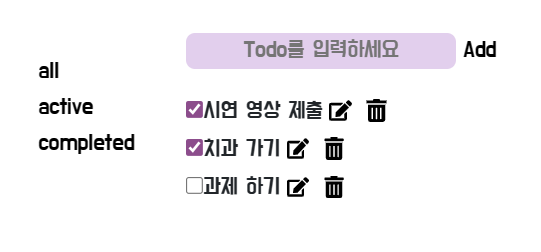 Todo를 입력하세요 Add
all
active
completed
시연 영상 제출
치과 가기
과제 하기